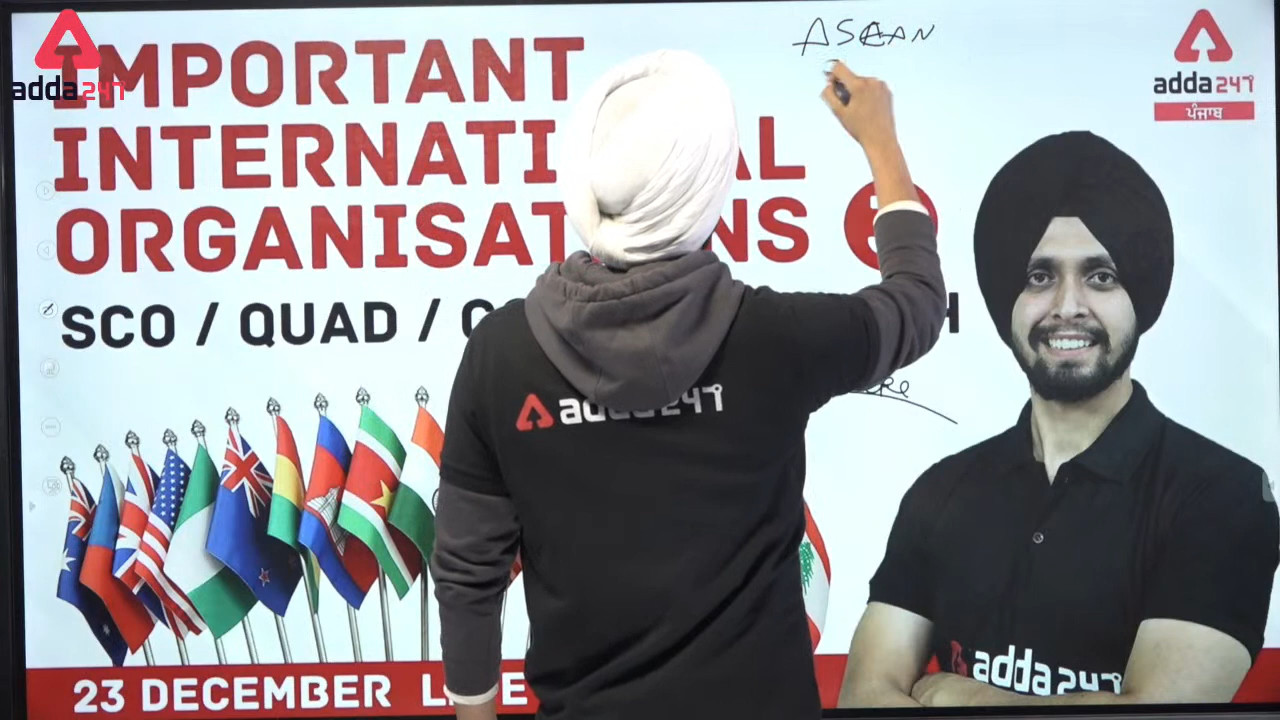 ASEAN
IMPORTANT
adda247
adda247
ਪੰਜਾਬ
INTERNATI AL
ORGANISAT NS
SCO / QUAD /
adda247
adda247
23 DECEMBER